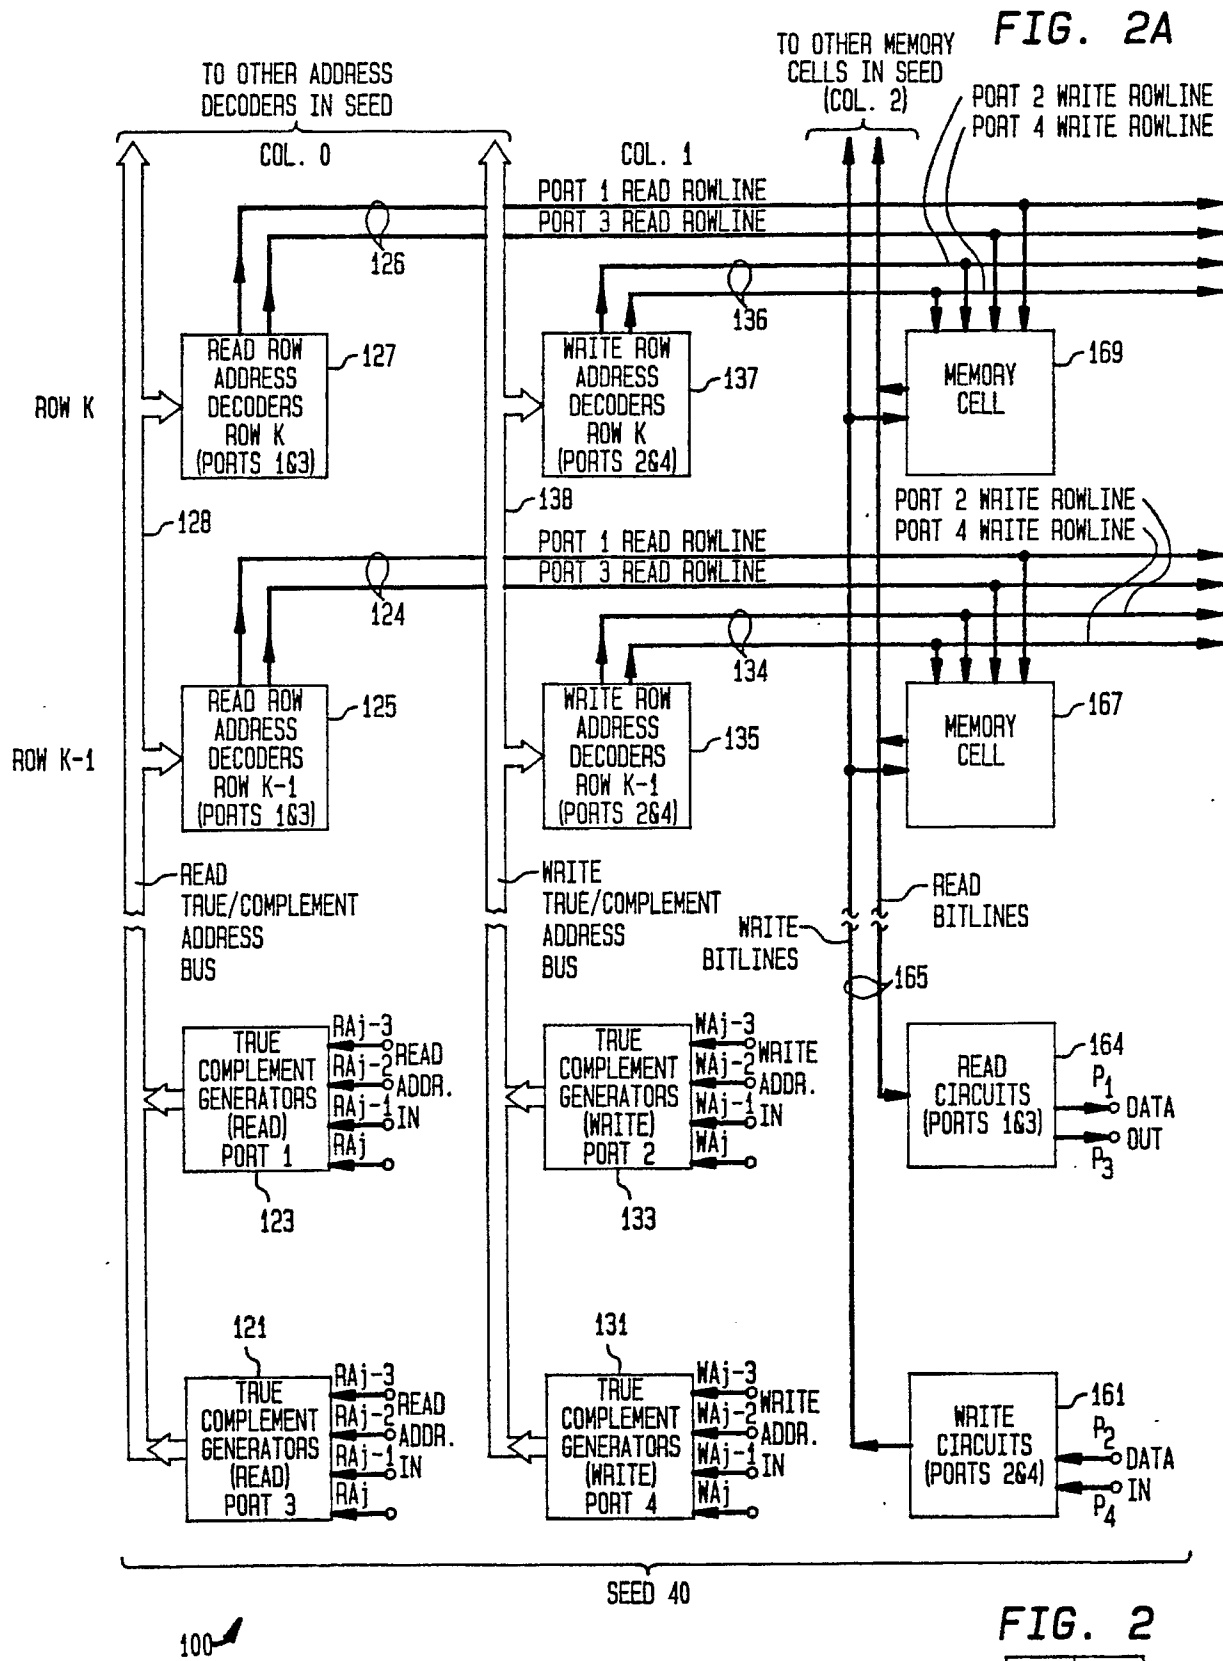 FIG. 2A
TO OTHER ADDRESS
DECODERS IN SEED
TO OTHER MEMORY
CELLS IN SEED
(COL. 2)
PORT 2 WRITE ROWLINE
PORT 4 WRITE ROWLINE
COL. 0
COL. 1
PORT 1 READ ROWLINE
PORT 3 READ ROWLINE
126
136
ROW K
READ ROW
ADDRESS
DECODERS
ROW K
(PORTS 1&3)
127
WRITE ROW
ADDRESS
DECODERS
ROW K
(PORTS 2&4)
137
MEMORY
CELL
169
128
138
PORT 2 WRITE ROWLINE
PORT 4 WRITE ROWLINE
PORT 1 READ ROWLINE
PORT 3 READ ROWLINE
124
134
ROW K-1
READ ROW
ADDRESS
DECODERS
ROW K-1
(PORTS 1&3)
125
WRITE ROW
ADDRESS
DECODERS
ROW K-1
(PORTS 2&4)
135
MEMORY
CELL
167
READ
TRUE/COMPLEMENT
ADDRESS
BUS
WRITE
TRUE/COMPLEMENT
ADDRESS
BUS
WRITE
BITLINES
READ
BITLINES
165
TRUE
COMPLEMENT
GENERATORS
(READ)
PORT 1
RAj-3
RAj-2
RAj-1
RAj
READ
ADDR.
IN
123
TRUE
COMPLEMENT
GENERATORS
(WRITE)
PORT 2
WAj-3
WAj-2
WAj-1
WAj
WRITE
ADDR.
IN
133
READ
CIRCUITS
(PORTS 1&3)
164
P1
DATA
OUT
P3
121
TRUE
COMPLEMENT
GENERATORS
(READ)
PORT 3
RAj-3
RAj-2
RAj-1
RAj
READ
ADDR.
IN
131
TRUE
COMPLEMENT
GENERATORS
(WRITE)
PORT 4
WAj-3
WAj-2
WAj-1
WAj
WRITE
ADDR.
IN
WRITE
CIRCUITS
(PORTS 2&4)
161
P2
DATA
IN
P4
SEED 40
100
FIG. 2